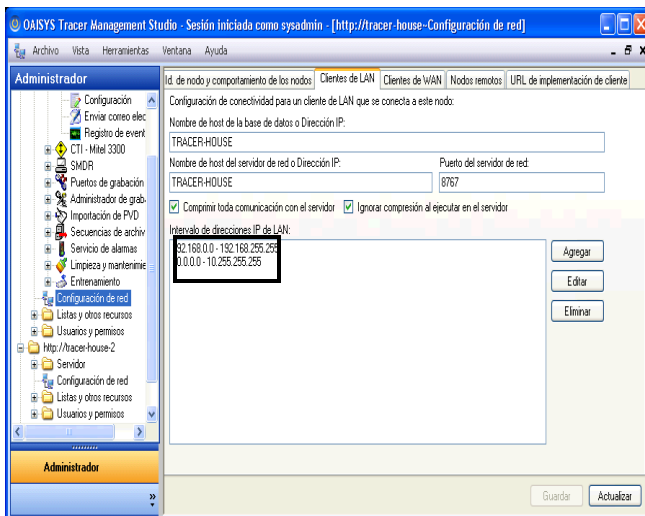 OAISYS Tracer Management Studio - Sesión iniciada como sysadmin - [http://tracer-house-Configuración de red]
Archivo Vista Herramientas Ventana Ayuda
Administrador
Configuración
Enviar correo elec
Registro de event
CTI - Mitel 3300
SMDR
Puertos de grabación
Administrador de grab
Importación de PVD
Secuencias de archiv
Servicio de alarmas
Limpieza y mantenimie
Entrenamiento
Configuración de red
Listas y otros recursos
Usuarios y permisos
http://tracer-house-2
Servidor
Configuración de red
Listas y otros recursos
Usuarios y permisos
Administrador
»
Id. de nodo y comportamiento de los nodos Clientes de LAN Clientes de WAN Nodos remotos URL de implementación de cliente
Configuración de conectividad para un cliente de LAN que se conecta a este nodo:
Nombre de host de la base de datos o Dirección IP:
TRACER-HOUSE
Nombre de host del servidor de red o Dirección IP: Puerto del servidor de red:
TRACER-HOUSE 8767
Comprimir toda comunicación con el servidor Ignorar compresión al ejecutar en el servidor
Intervalo de direcciones IP de LAN:
92.168.0.0 - 192.168.255.255
0.0.0.0 - 10.255.255.255
Agregar
Editar
Eliminar
Guardar Actualizar